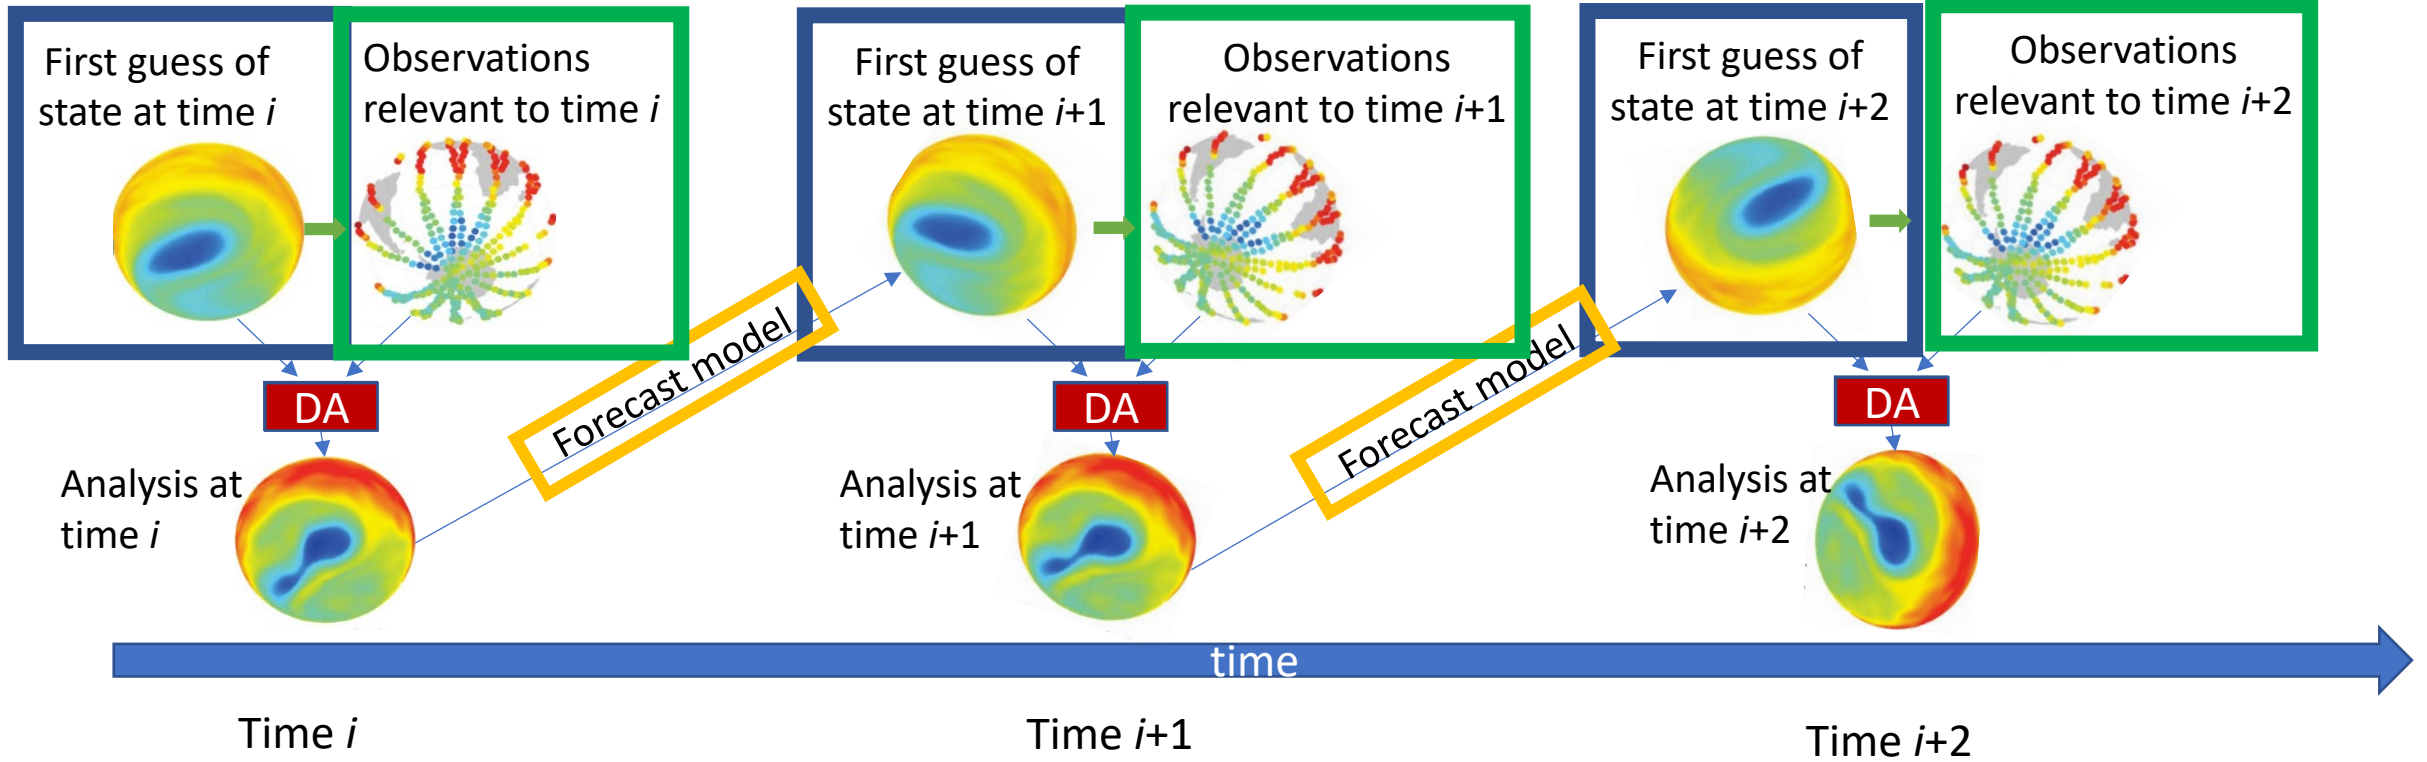 First guess of
state at time i
Observations
relevant to time i
DA
Analysis at
time i
Forecast model
First guess of
state at time i+1
Observations
relevant to time i+1
DA
Analysis at
time i+1
Forecast model
First guess of
state at time i+2
Observations
relevant to time i+2
DA
Analysis at
time i+2
time
Time i
Time i+1
Time i+2